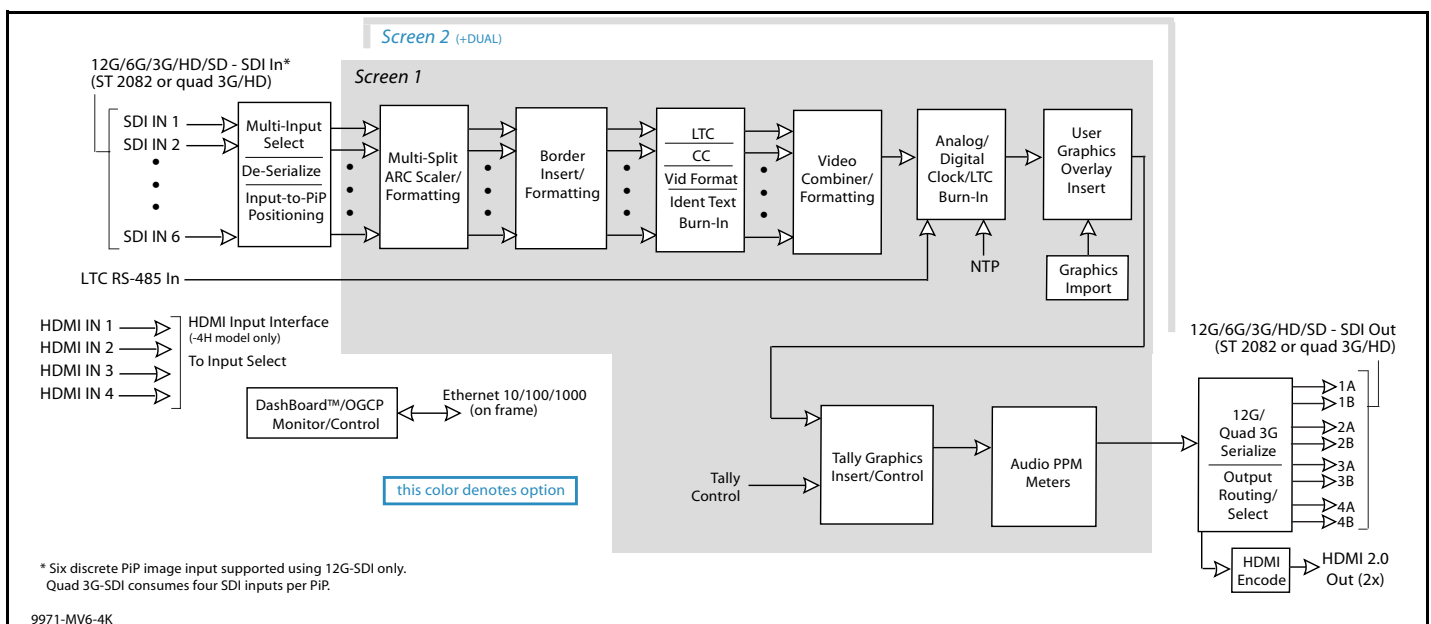 Screen 2 (+DUAL)
12G/6G/3G/HD/SD - SDI In*
(ST 2082 or quad 3G/HD)
Screen 1
SDI IN 1
SDI IN 2
SDI IN 6
Multi-Input
Select
De-Serialize
Input-to-PiP
Positioning
Multi-Split
ARC Scaler/
Formatting
Border
Insert/
Formatting
LTC
CC
Vid Format
Ident Text
Burn-In
Video
Combiner/
Formatting
Analog/
Digital
Clock/LTC
Burn-In
User
Graphics
Overlay
Insert
LTC RS-485 In
NTP
Graphics
Import
HDMI IN 1
HDMI IN 2
HDMI IN 3
HDMI IN 4
HDMI Input Interface
(-4H model only)
To Input Select
DashBoard™/OGCP
Monitor/Control
Ethernet 10/100/1000
(on frame)
this color denotes option
Tally
Control
Tally Graphics
Insert/Control
Audio PPM
Meters
12G/6G/3G/HD/SD - SDI Out
(ST 2082 or quad 3G/HD)
12G/
Quad 3G
Serialize
Output
Routing/
Select
1A
1B
2A
2B
3A
3B
4A
4B
HDMI
Encode
HDMI 2.0
Out (2x)
* Six discrete PiP image input supported using 12G-SDI only.
Quad 3G-SDI consumes four SDI inputs per PiP.
9971-MV6-4K